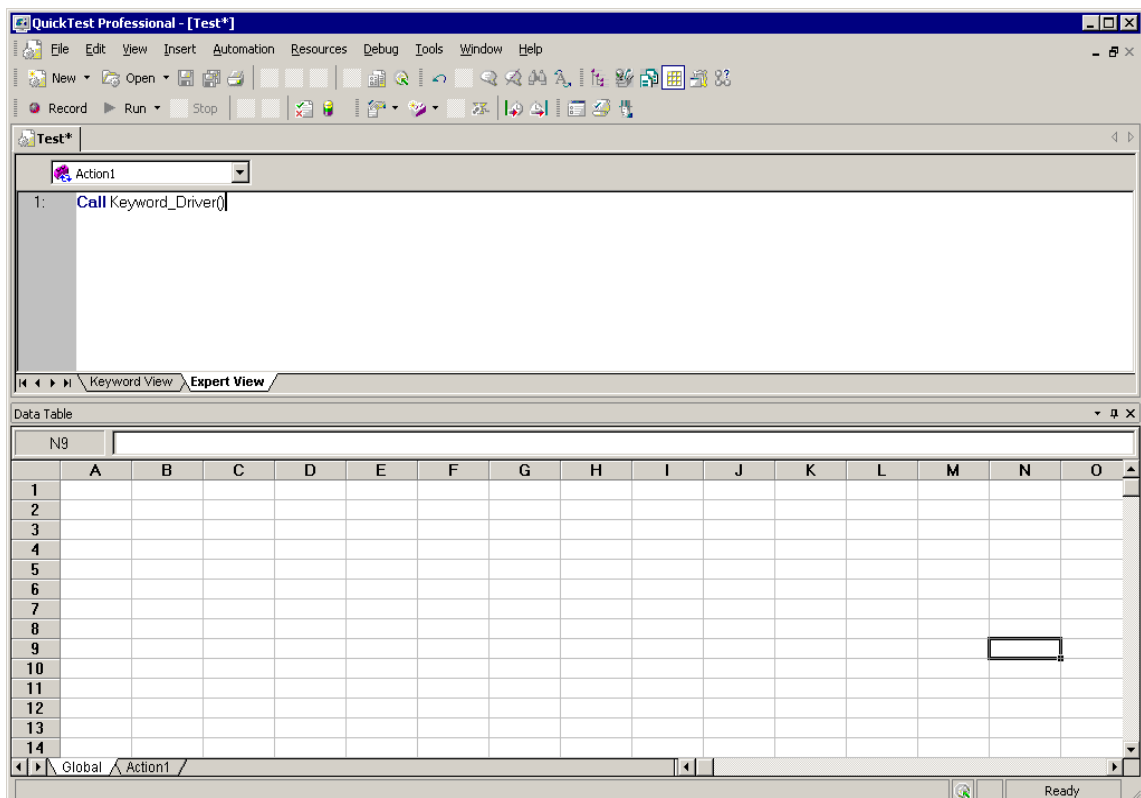 QuickTest Professional - [Test*]
File Edit View Insert Automation Resources Debug Tools Window Help
New Open
Record Run Stop
Test*
Action1
1: Call Keyword_Driver()
Keyword View Expert View
Data Table
N9
A B C D E F G H I J K L M N O
1
2
3
4
5
6
7
8
9
10
11
12
13
14
Global Action1
Ready